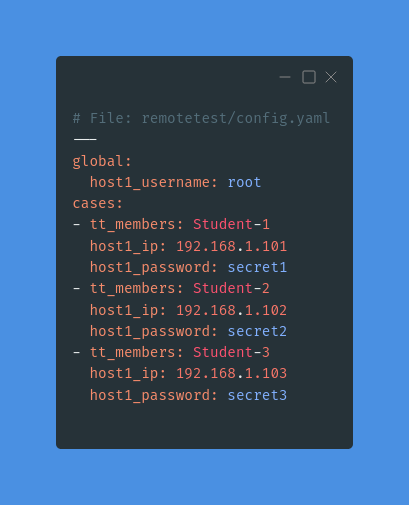 # File: remotetest/config.yaml
---
global:
  host1_username: root
cases:
- tt_members: Student-1
  host1_ip: 192.168.1.101
  host1_password: secret1
- tt_members: Student-2
  host1_ip: 192.168.1.102
  host1_password: secret2
- tt_members: Student-3
  host1_ip: 192.168.1.103
  host1_password: secret3